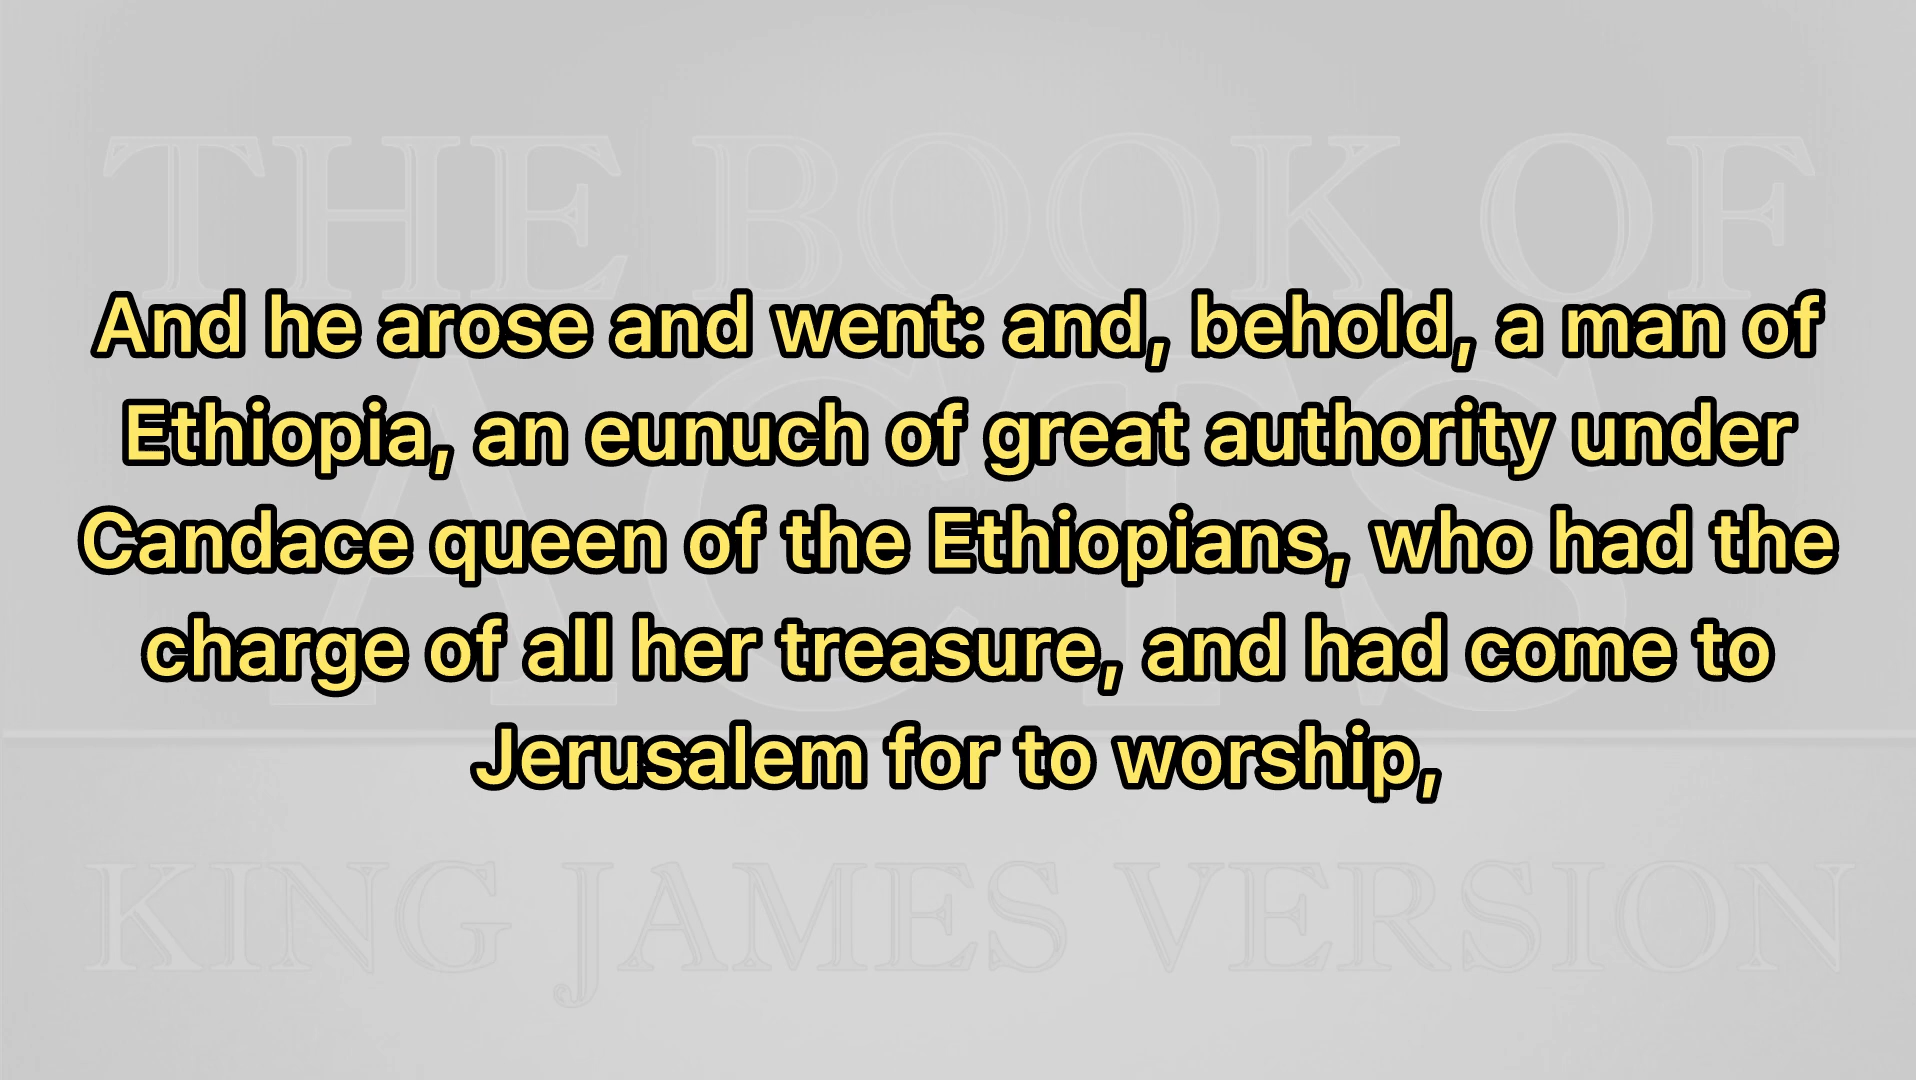 THE BOOK OF
And he arose and went: and, behold, a man of
Ethiopia, an eunuch of great authority under
ACTS
Candace queen of the Ethiopians, who had the
charge of all her treasure, and had come to
Jerusalem for to worship,
KING JAMES VERSION